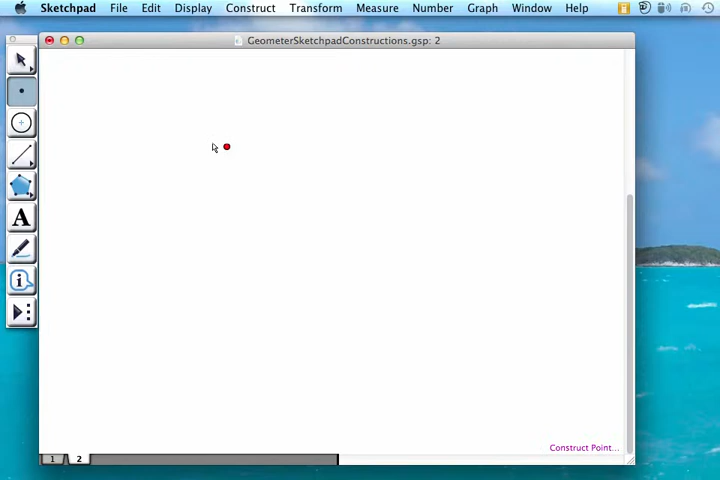 Sketchpad File Edit Display Construct Transform Measure Number Graph Window Help
GeometerSketchpadConstructions.gsp: 2
A
i
Construct Point...
1 2